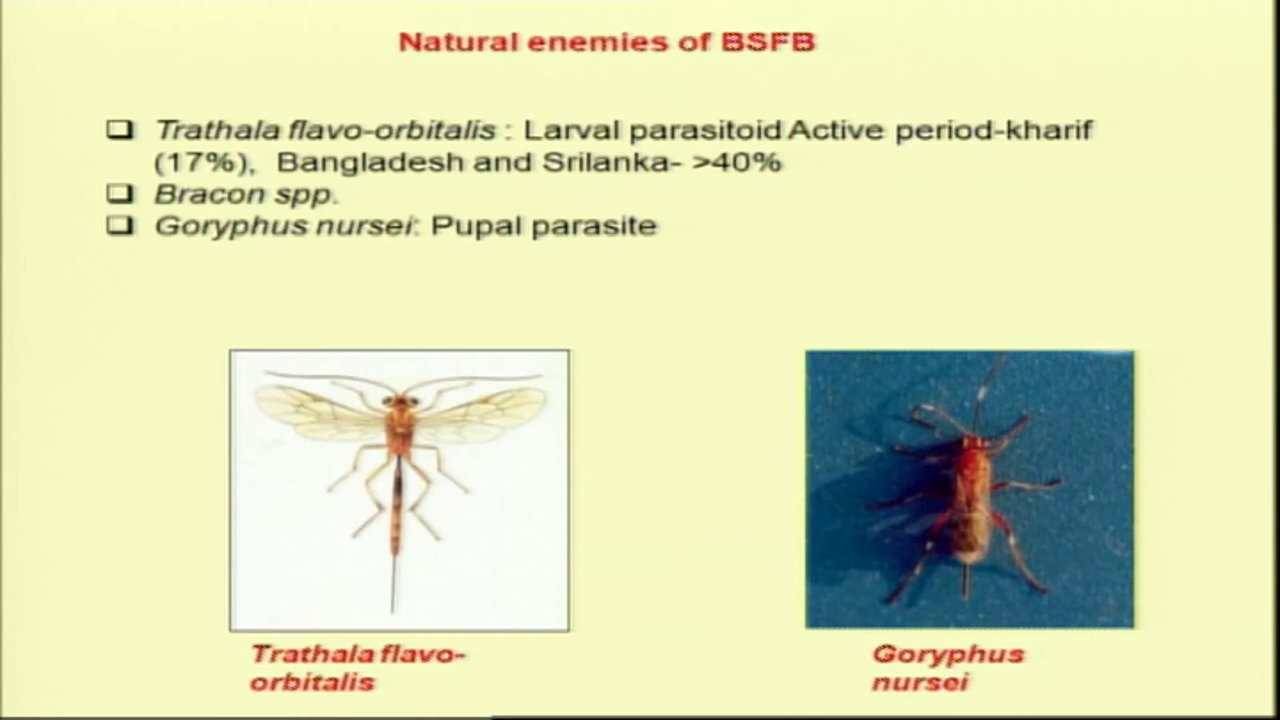 Natural enemies of BSFB
❑ Trathala flavo-orbitalis : Larval parasitoid Active period-kharif
(17%), Bangladesh and Srilanka- >40%
❑ Bracon spp.
❑ Goryphus nursei: Pupal parasite
Trathala flavo-
orbitalis
Goryphus
nursei